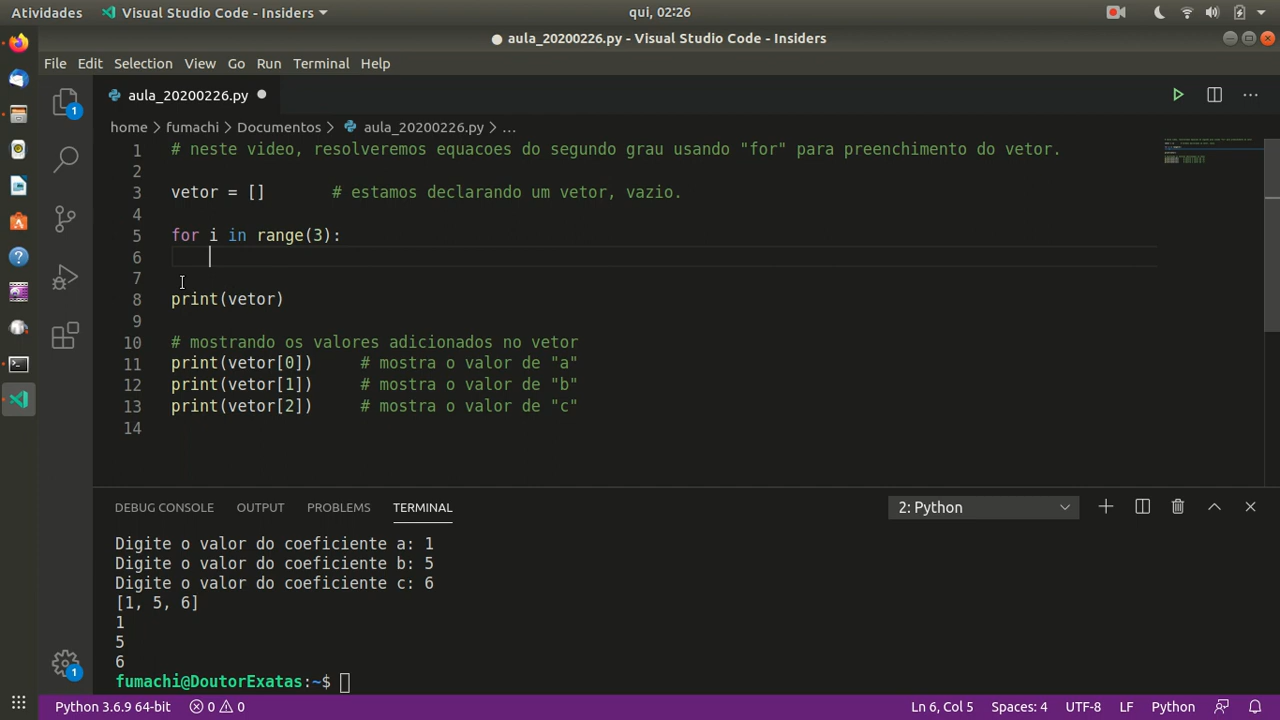 Atividades
Visual Studio Code - Insiders
qui, 02:26
aula_20200226.py - Visual Studio Code - Insiders
File Edit Selection View Go Run Terminal Help
aula_20200226.py
home > fumachi > Documentos > aula_20200226.py > ...
1 # neste video, resolveremos equacoes do segundo grau usando "for" para preenchimento do vetor.
2
3 vetor = [] # estamos declarando um vetor, vazio.
4
5 for i in range(3):
6
7
8 print(vetor)
9
10 # mostrando os valores adicionados no vetor
11 print(vetor[0]) # mostra o valor de "a"
12 print(vetor[1]) # mostra o valor de "b"
13 print(vetor[2]) # mostra o valor de "c"
14
DEBUG CONSOLE OUTPUT PROBLEMS TERMINAL 2: Python
Digite o valor do coeficiente a: 1
Digite o valor do coeficiente b: 5
Digite o valor do coeficiente c: 6
[1, 5, 6]
1
5
6
fumachi@DoutorExatas:~$
1
1
Python 3.6.9 64-bit 0 0 Ln 6, Col 5 Spaces: 4 UTF-8 LF Python